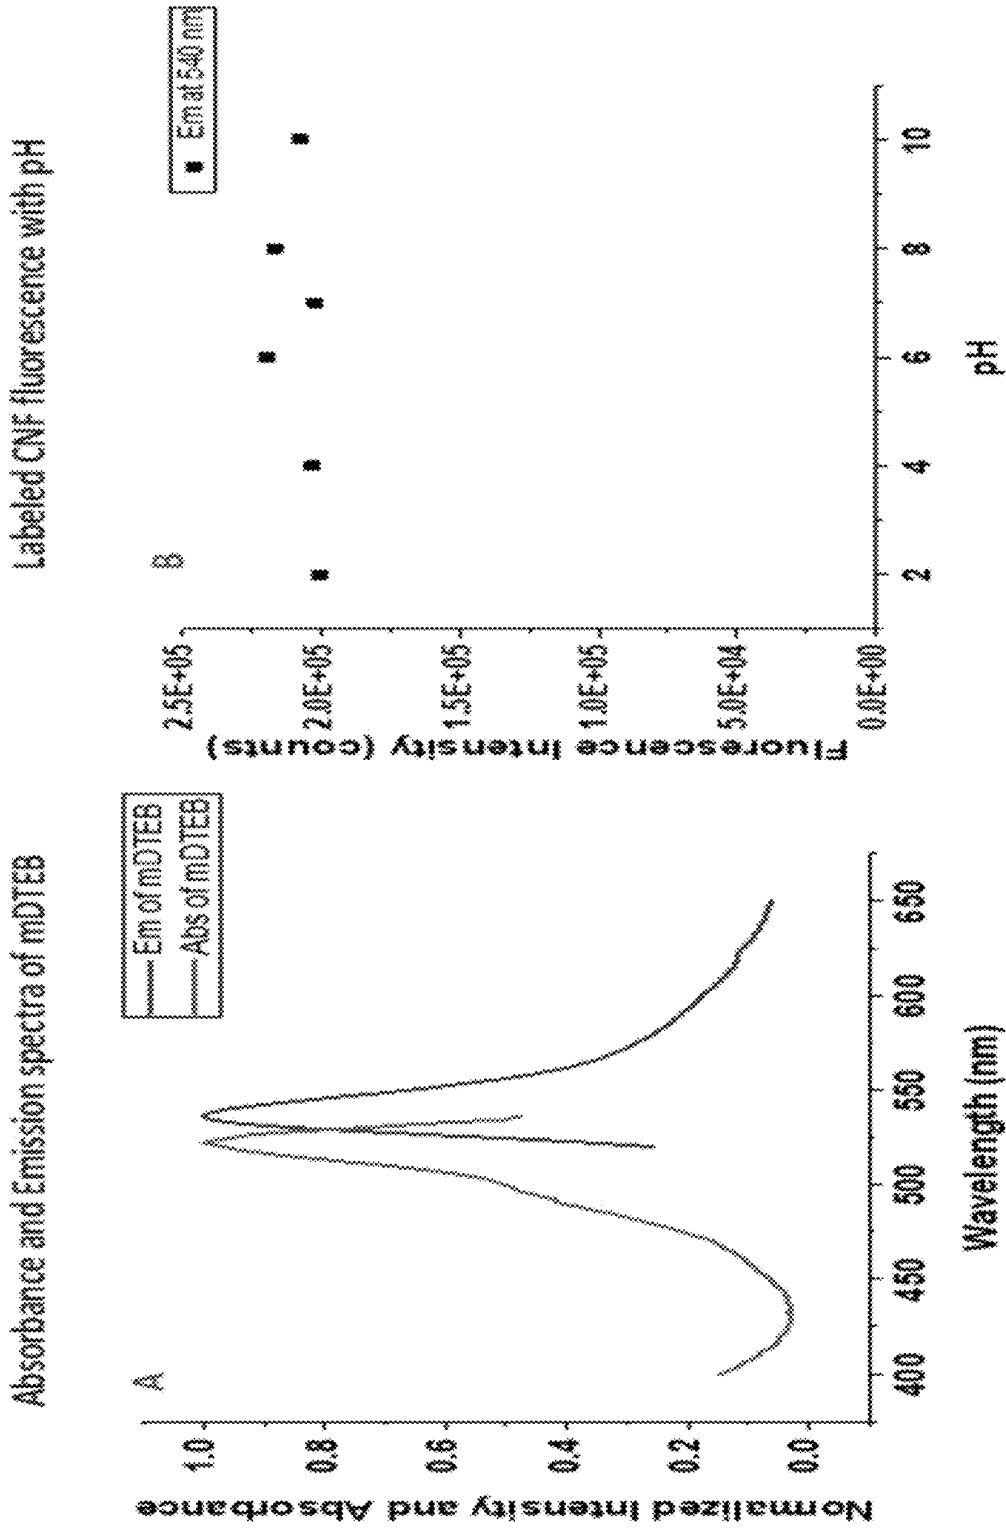 Absorbance and Emission spectra of mDTEB
A
Em of mDTEB
Abs of mDTEB
Normalized Intensity and Absorbance
1.0
0.8
0.6
0.4
0.2
0.0
400
450
500
550
600
650
Wavelength (nm)
Labeled CNF fluorescence with pH
B
Em at 540 nm
Fluorescence Intensity (counts)
2.5E+05
2.0E+05
1.5E+05
1.0E+05
5.0E+04
0.0E+00
2
4
6
8
10
pH